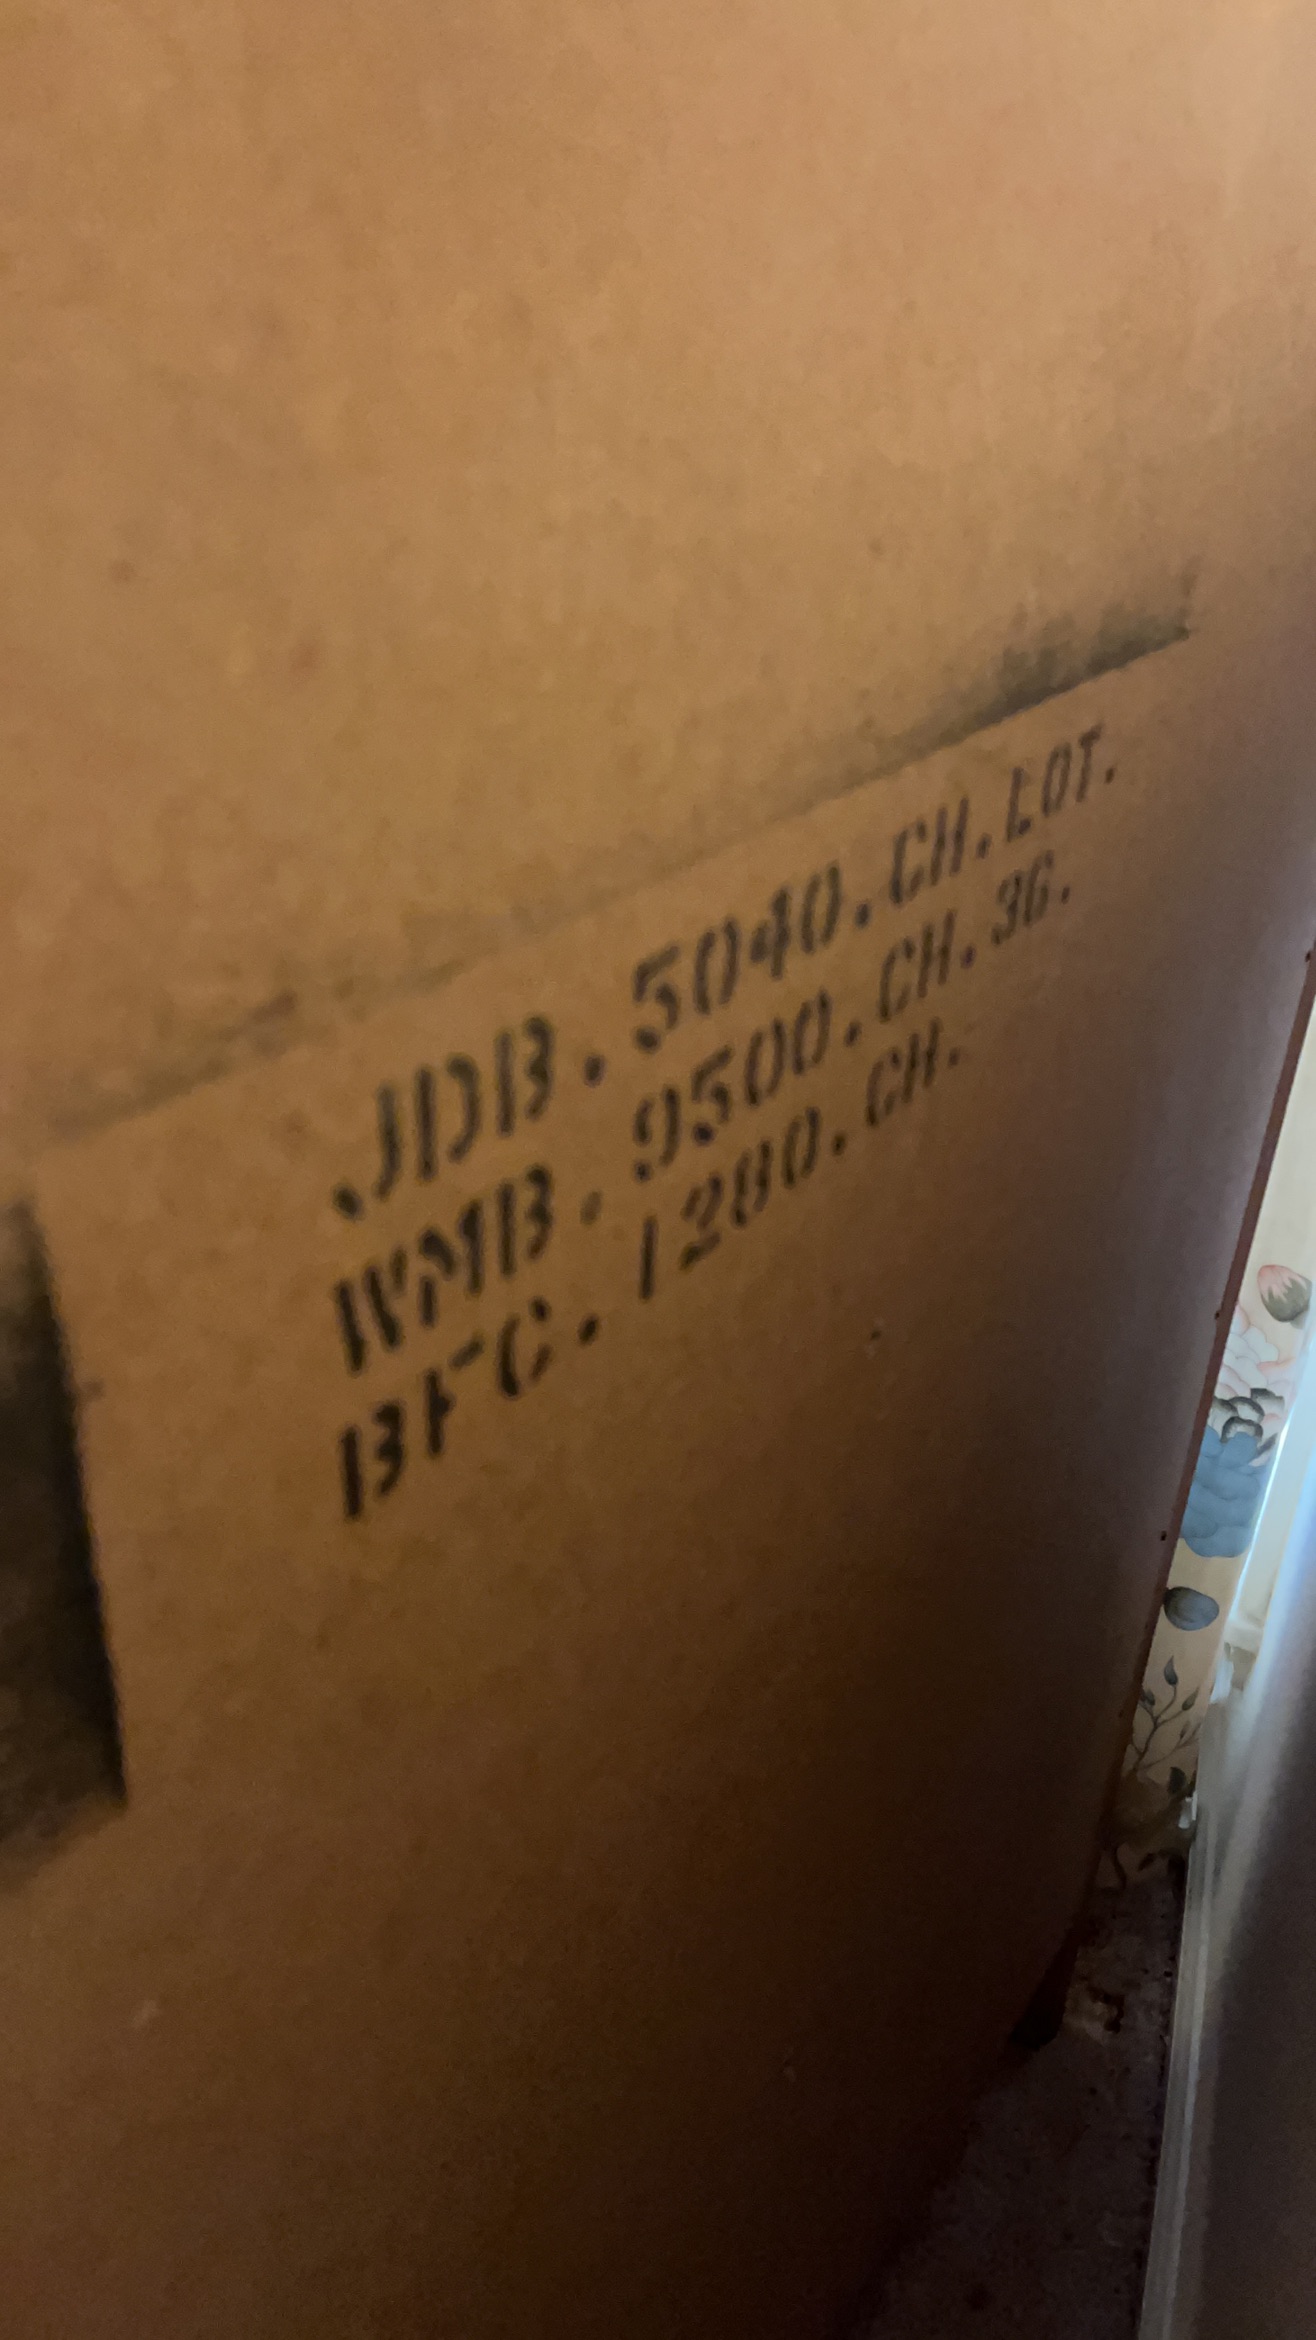 JDB. 5040. CH. LOT.
WMB. 9500. CH. 36.
BFC. 1280. CH.